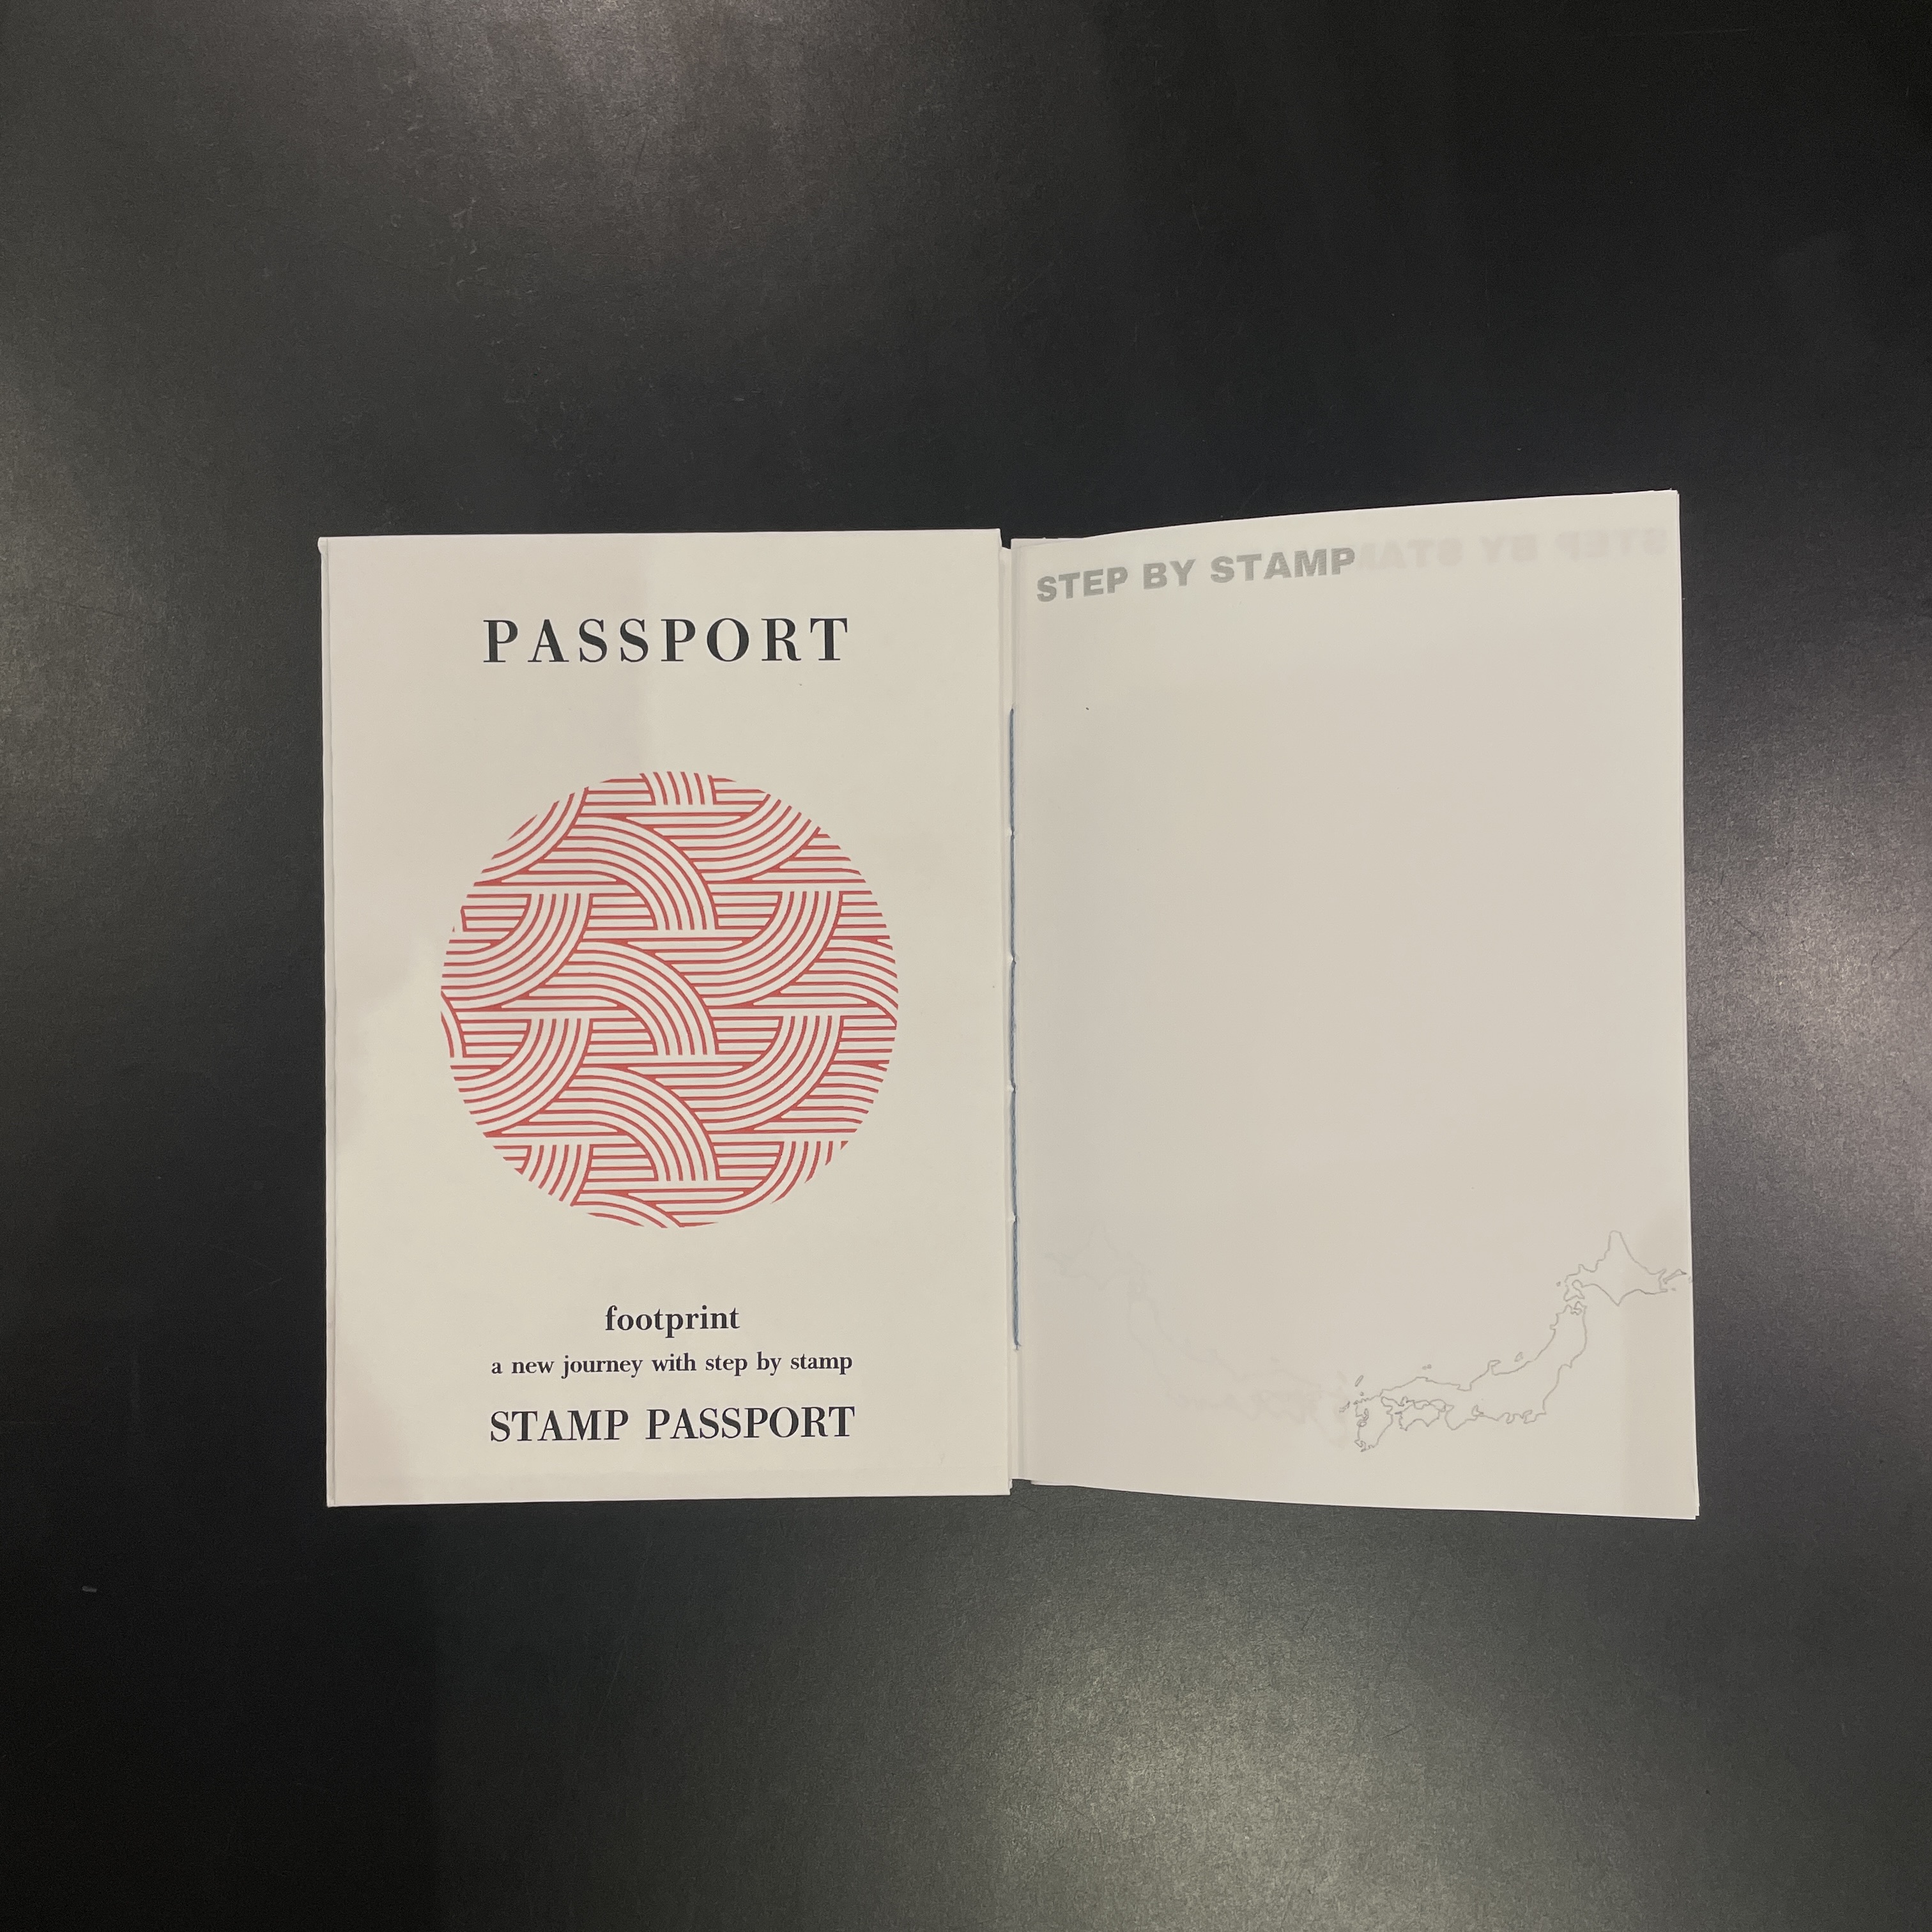 PASSPORT
footprint
a new journey with step by stamp
STAMP PASSPORT
STEP BY STAMP